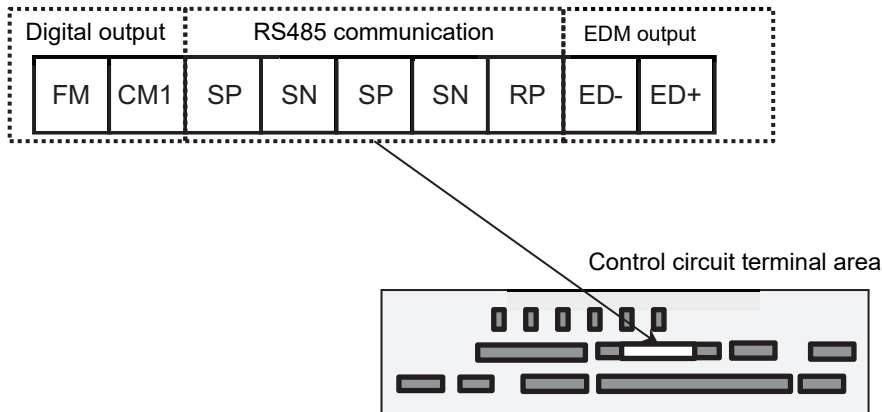 Digital output RS485 communication EDM output
FM CM1 SP SN SP SN RP ED- ED+
Control circuit terminal area